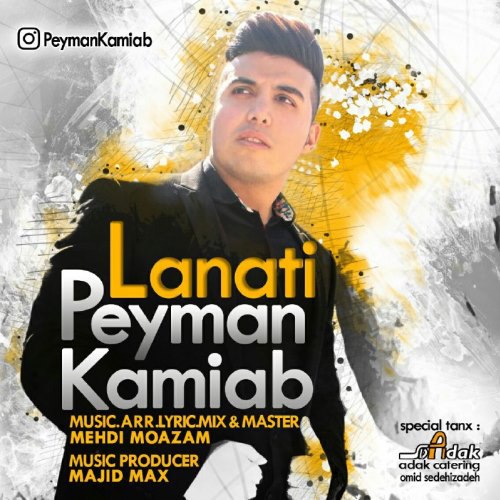 PeymanKamiab
Lanati
Peyman
Kamiab
MUSIC.ARR.LYRIC.MIX & MASTER
MEHDI MOAZAM
MUSIC PRODUCER
MAJID MAX
special tanx :
Adak
adak catering
omid sedehizadeh